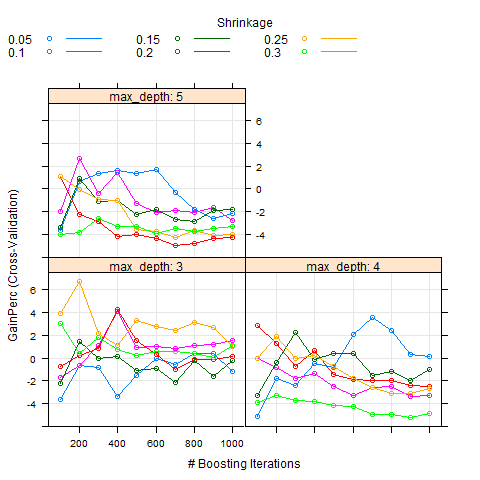 Shrinkage
0.05 0.15 0.25
0.1 0.2 0.3
max_depth: 5
6
4
2
0
-2
-4
GainPerc (Cross-Validation)
max_depth: 3 max_depth: 4
6
4
2
0
-2
-4
200 400 600 800 1000
# Boosting Iterations